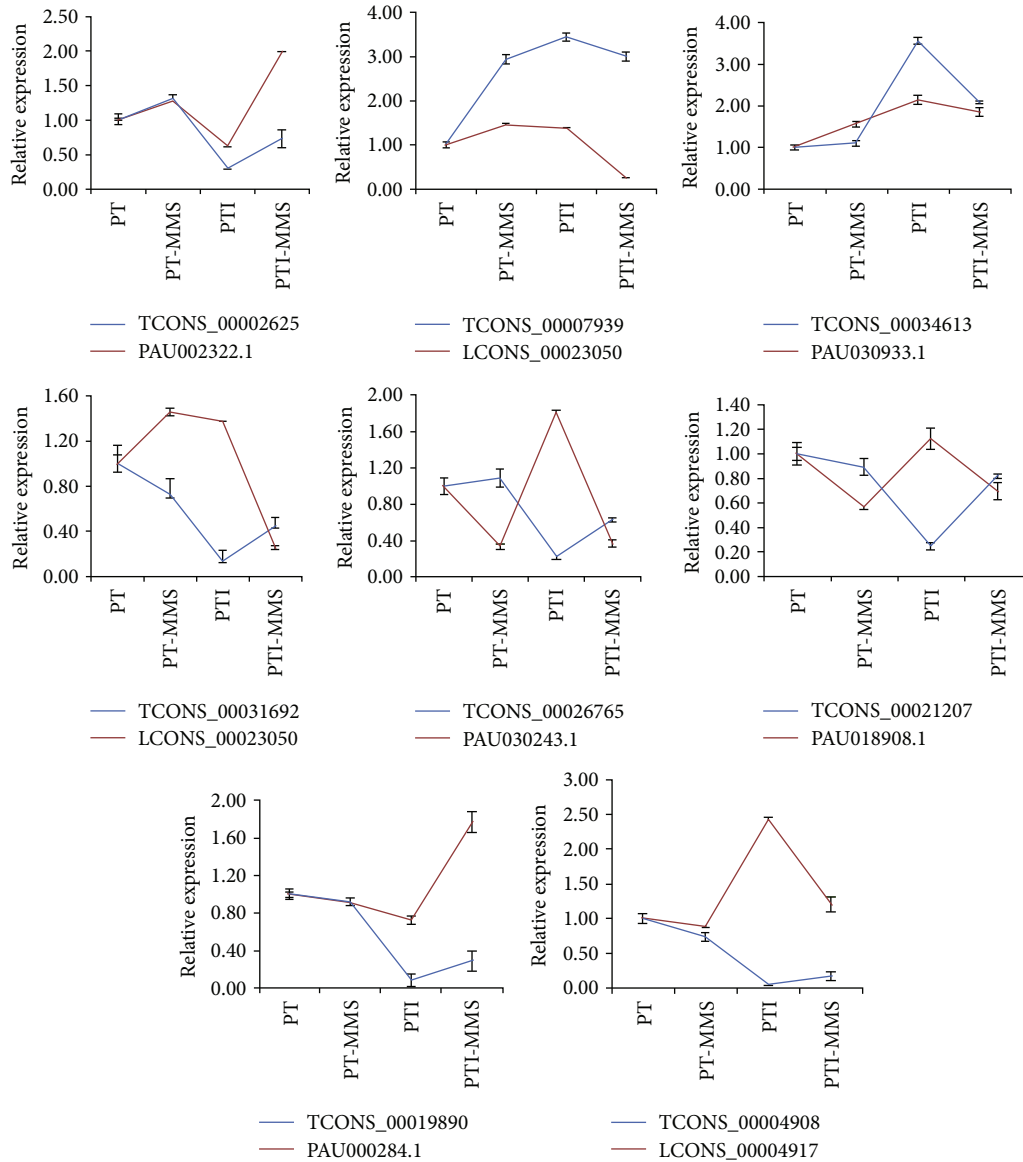 Relative expression
2.50
2.00
1.50
1.00
0.50
0.00
PT
PT-MMS
PTI
PTI-MMS
TCONS_00002625
PAU002322.1
Relative expression
4.00
3.00
2.00
1.00
0.00
PT
PT-MMS
PTI
PTI-MMS
TCONS_00007939
LCONS_00023050
Relative expression
4.00
3.00
2.00
1.00
0.00
PT
PT-MMS
PTI
PTI-MMS
TCONS_00034613
PAU030933.1
Relative expression
1.60
1.20
0.80
0.40
0.00
PT
PT-MMS
PTI
PTI-MMS
TCONS_00031692
LCONS_00023050
Relative expression
2.00
1.60
1.20
0.80
0.40
0.00
PT
PT-MMS
PTI
PTI-MMS
TCONS_00026765
PAU030243.1
Relative expression
1.40
1.20
1.00
0.80
0.60
0.40
0.20
0.00
PT
PT-MMS
PTI
PTI-MMS
TCONS_00021207
PAU018908.1
Relative expression
2.00
1.60
1.20
0.80
0.40
0.00
PT
PT-MMS
PTI
PTI-MMS
TCONS_00019890
PAU000284.1
Relative expression
3.00
2.50
2.00
1.50
1.00
0.50
0.00
PT
PT-MMS
PTI
PTI-MMS
TCONS_00004908
LCONS_00004917